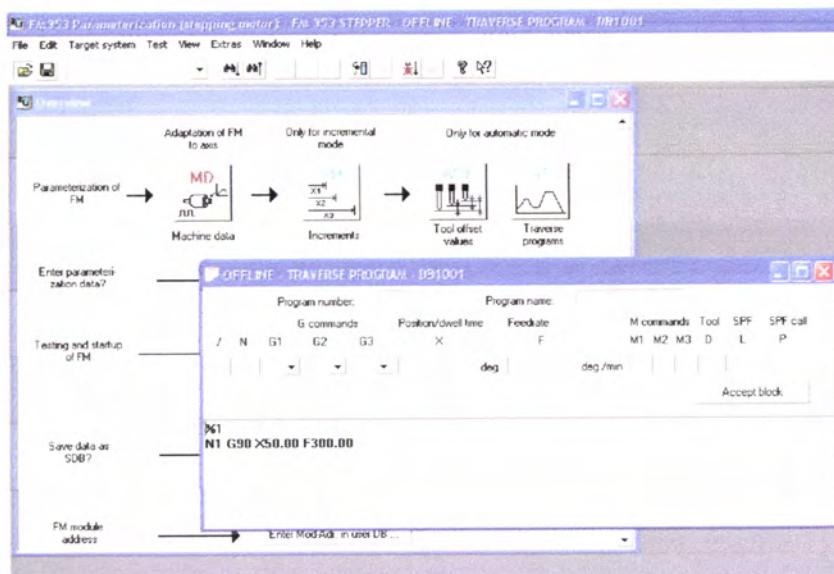 FM 353 Parameterization (stepping motor) - FM 353 STEPPER - OFFLINE - TRAVERSE PROGRAM - DB1001
File Edit Target system Test View Extras Window Help
Overview
Adaptation of FM to axis
Only for incremental mode
Only for automatic mode
Parameterization of FM
MD
X1
X2
X3
Machine data
Increments
Tool offset values
Traverse programs
Enter parameteri-
zation data?
OFFLINE - TRAVERSE PROGRAM - DB1001
Program number:
Program name:
G commands
Position/dwell time
Feedrate
M commands Tool SPF SPF call
/ N G1 G2 G3 X F M1 M2 M3 D L P
deg
deg./min
Accept block
Testing and startup of FM
%1
N1 G90 X50.00 F300.00
Save data as SDB?
FM module address
Enter Mod-Adr. in user DB ...